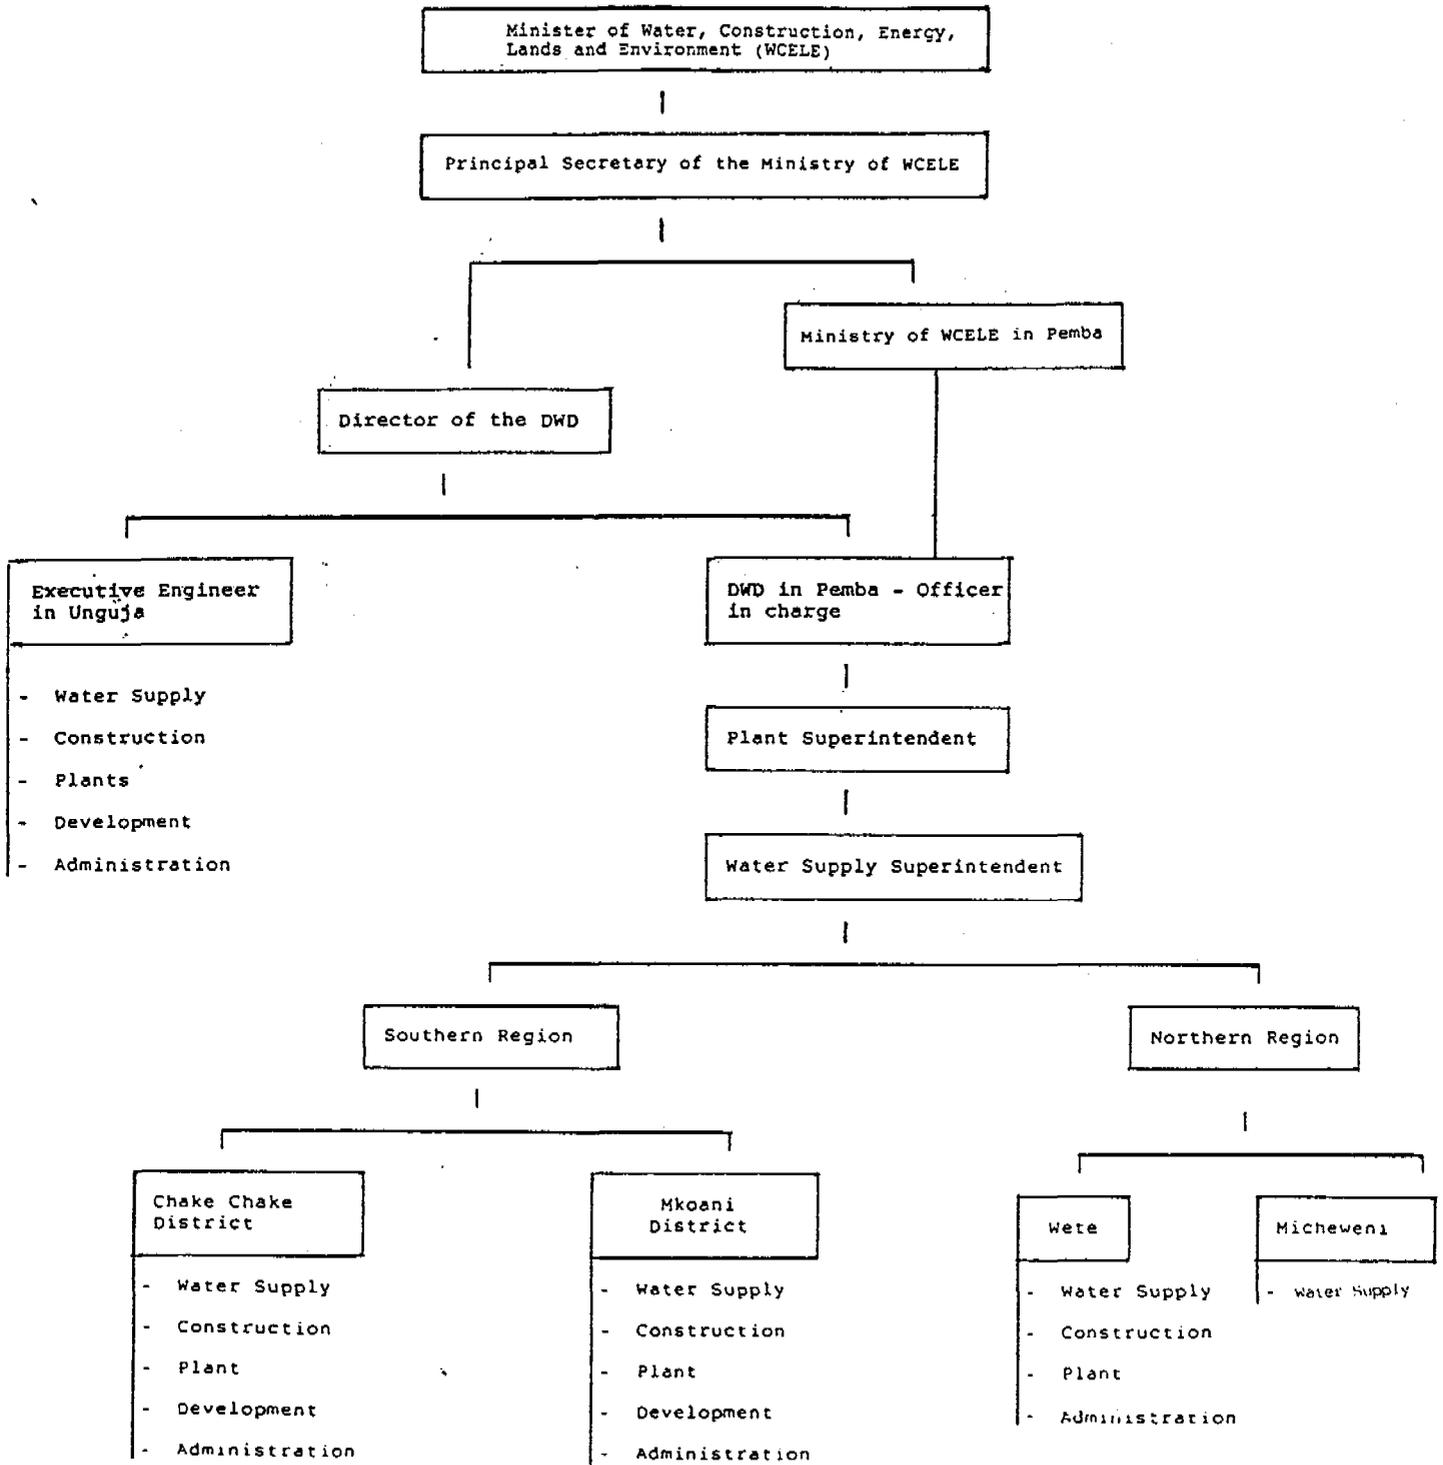 Minister of Water, Construction, Energy,
Lands and Environment (WCELE)
Principal Secretary of the Ministry of WCELE
Ministry of WCELE in Pemba
Director of the DWD
Executive Engineer
in Unguja
DWD in Pemba - Officer
in charge
- Water Supply
- Construction
- Plants
- Development
- Administration
Plant Superintendent
Water Supply Superintendent
Southern Region
Northern Region
Chake Chake
District
- Water Supply
- Construction
- Plant
- Development
- Administration
Mkoani
District
- Water Supply
- Construction
- Plant
- Development
- Administration
Wete
- Water Supply
- Construction
- Plant
- Administration
Micheweni
- Water Supply